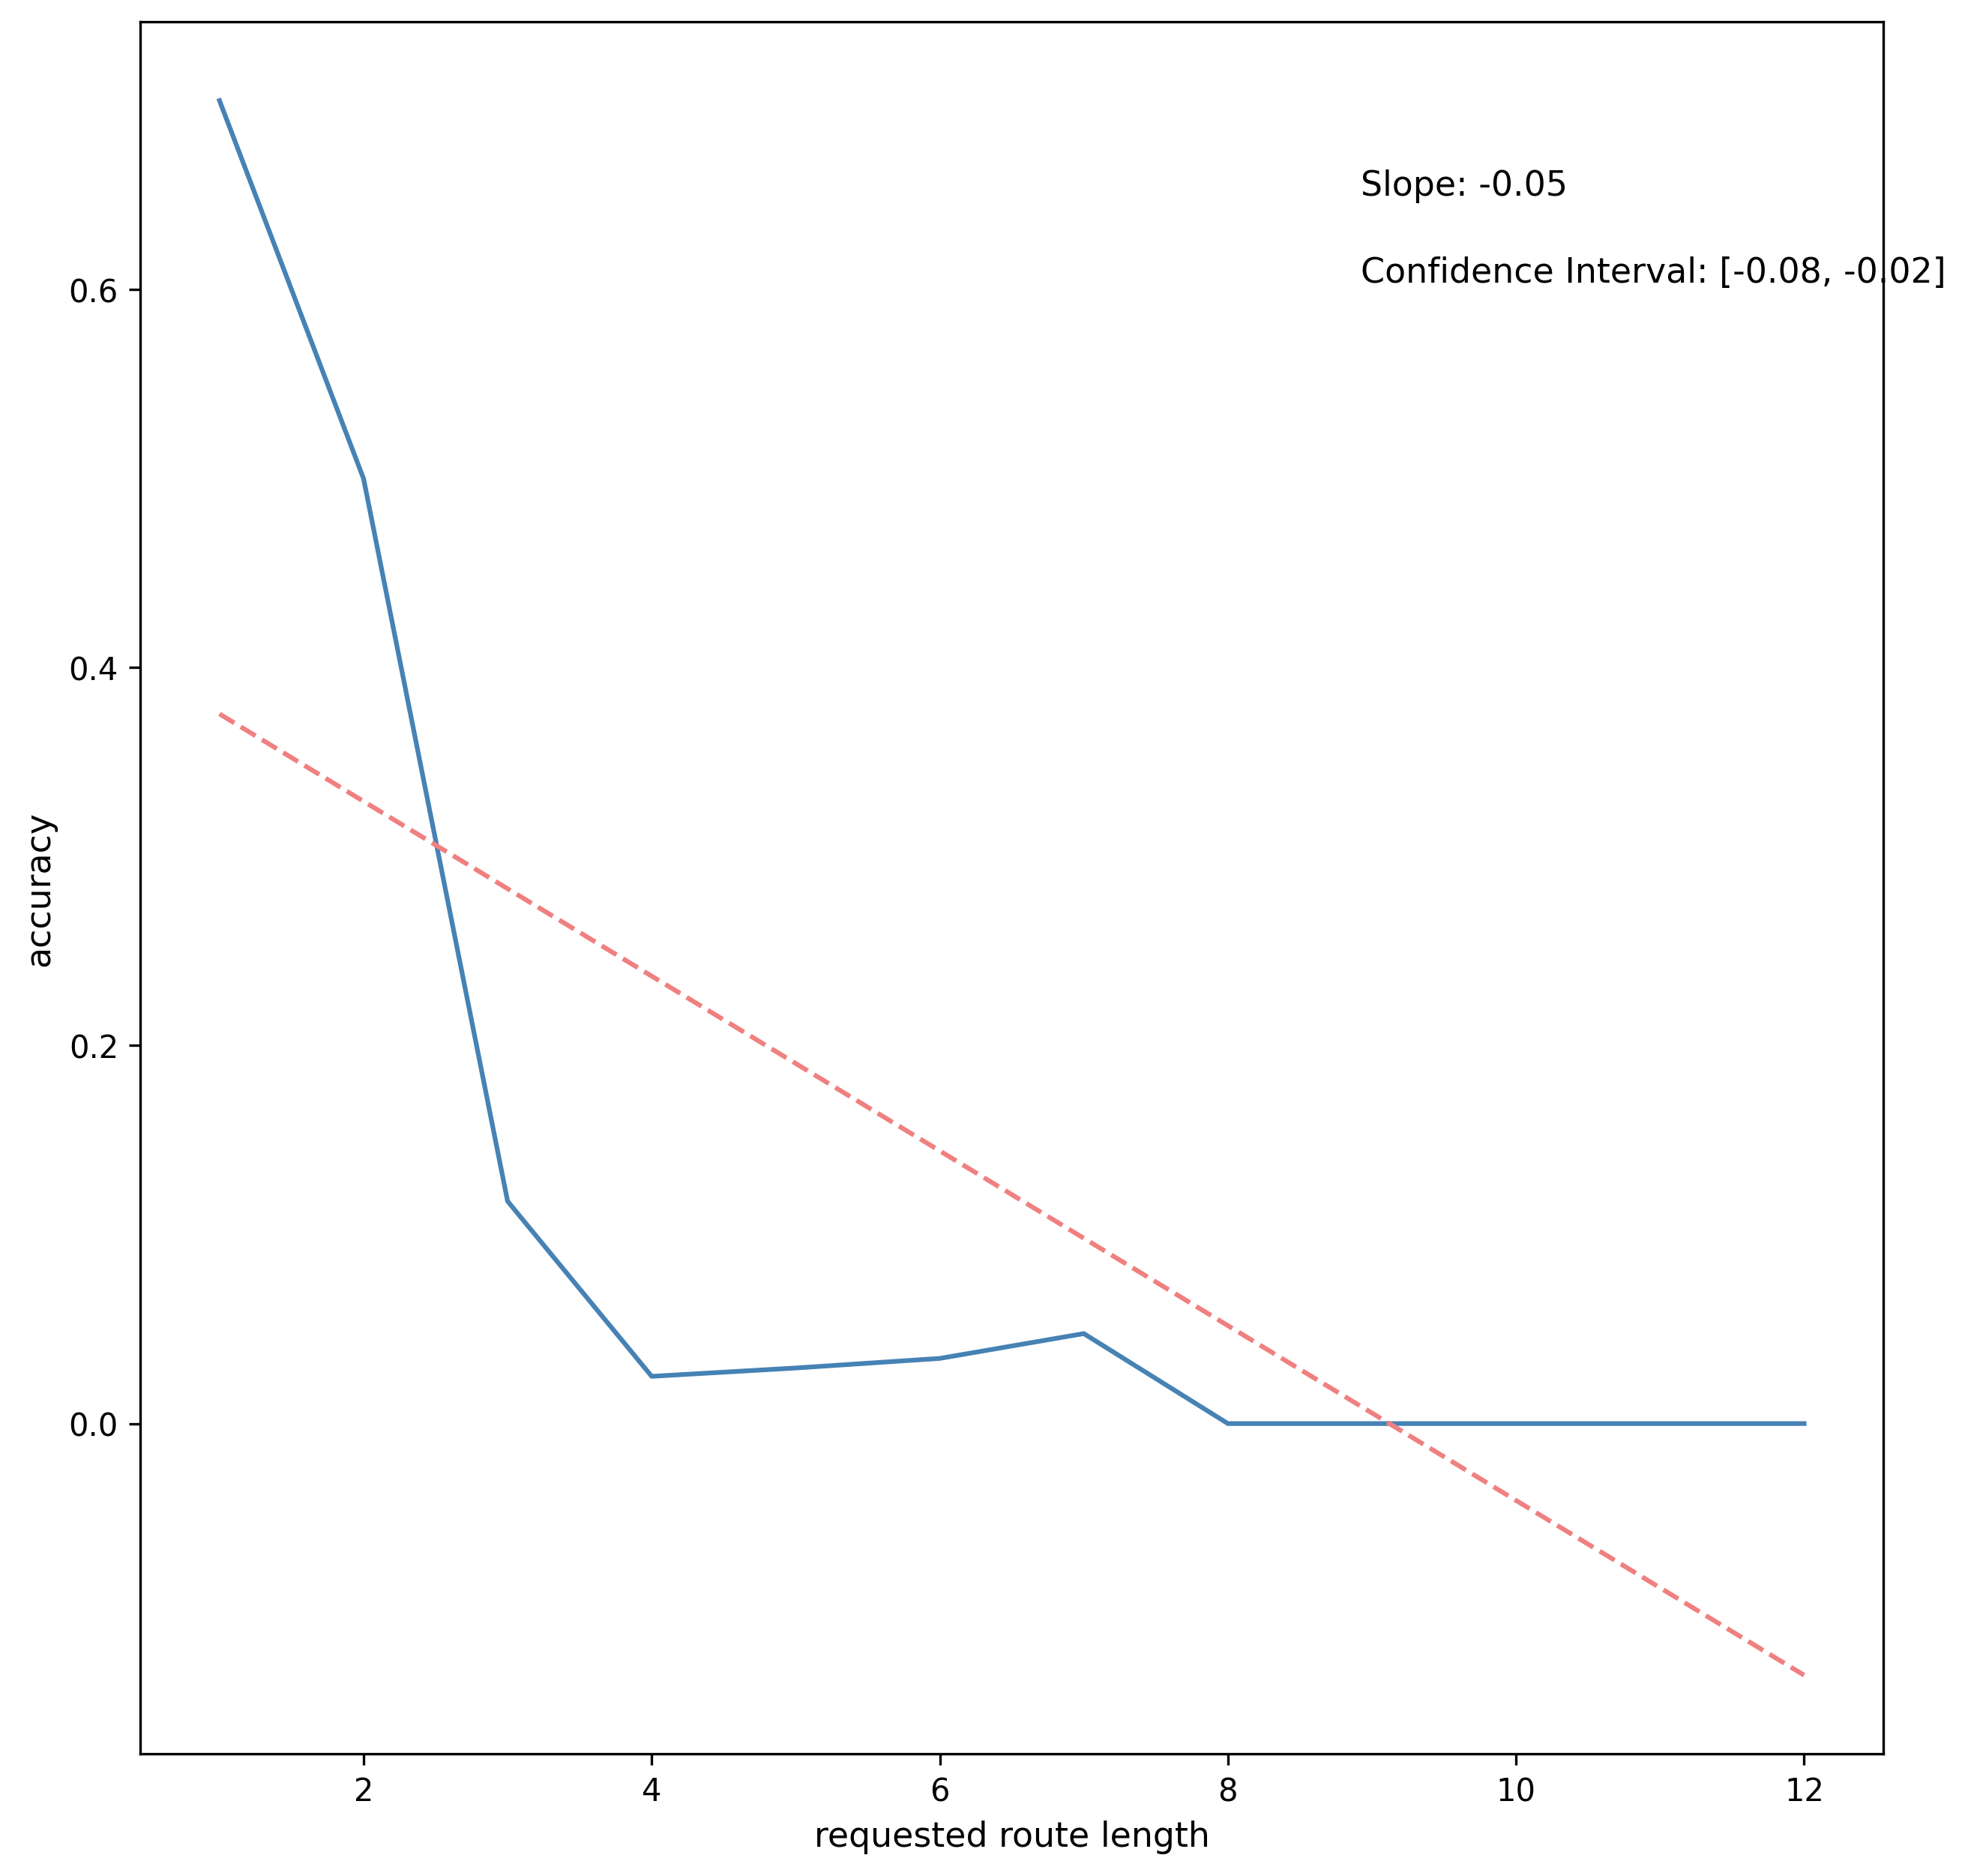 Slope: -0.05
Confidence Interval: [-0.08, -0.02]
0.6
0.4
0.2
0.0
accuracy
2 4 6 8 10 12
requested route length